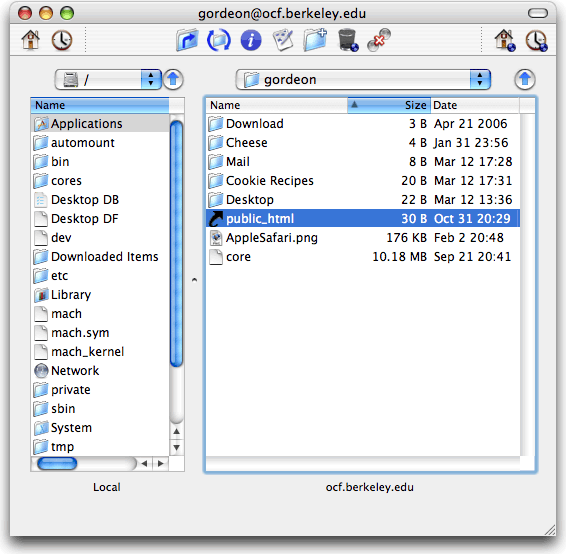 gordeon@ocf.berkeley.edu
/
gordeon
Name
Applications
automount
bin
cores
Desktop DB
Desktop DF
dev
Downloaded Items
etc
Library
mach
mach.sym
mach_kernel
Network
private
sbin
System
tmp
Local
Name Size Date
Download 3 B Apr 21 2006
Cheese 4 B Jan 31 23:56
Mail 8 B Mar 12 17:28
Cookie Recipes 20 B Mar 12 17:31
Desktop 22 B Mar 12 13:36
public_html 30 B Oct 31 20:29
AppleSafari.png 176 KB Feb 2 20:48
core 10.18 MB Sep 21 20:41
ocf.berkeley.edu